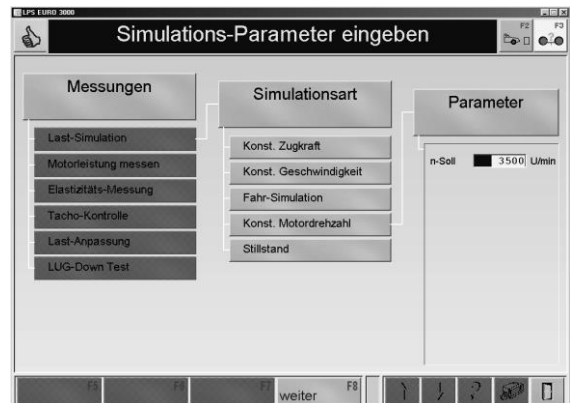 LPS EURO 3000
Simulations-Parameter eingeben
F2
F3
Messungen
Simulationsart
Parameter
Last-Simulation
Motorleistung messen
Elastizitäts-Messung
Tacho-Kontrolle
Last-Anpassung
LUG-Down Test
Konst. Zugkraft
Konst. Geschwindigkeit
Fahr-Simulation
Konst. Motordrehzahl
Stillstand
n-Soll 3500 U/min
F5
F6
F7
weiter F8